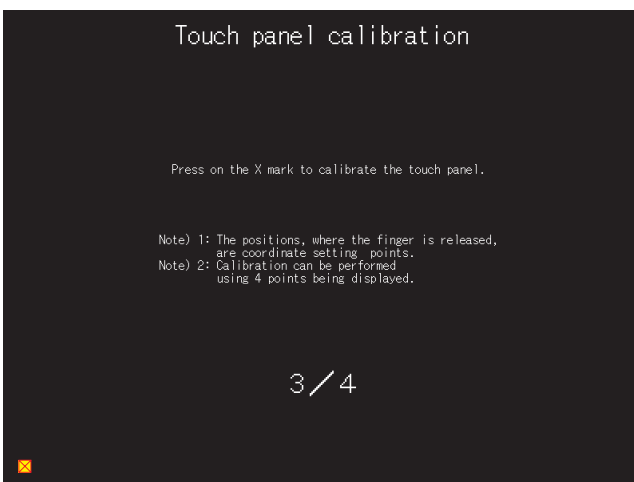 Touch panel calibration
Press on the X mark to calibrate the touch panel.
Note) 1: The positions, where the finger is released,
are coordinate setting points.
Note) 2: Calibration can be performed
using 4 points being displayed.
3/4